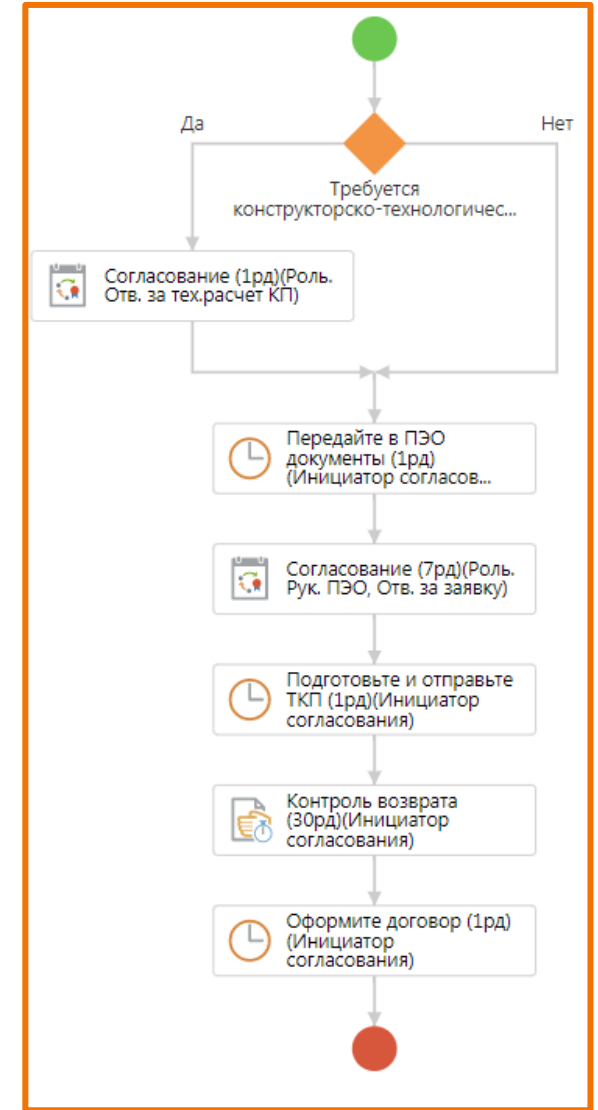 Да
Нет
Требуется
конструкторско-технологичес...
Согласование (1рд)(Роль.
Отв. за тех.расчет КП)
Передайте в ПЭО
документы (1рд)
(Инициатор согласов...
Согласование (7рд)(Роль.
Рук. ПЭО, Отв. за заявку)
Подготовьте и отправьте
ТКП (1рд)(Инициатор
согласования)
Контроль возврата
(30рд)(Инициатор
согласования)
Оформите договор (1рд)
(Инициатор
согласования)